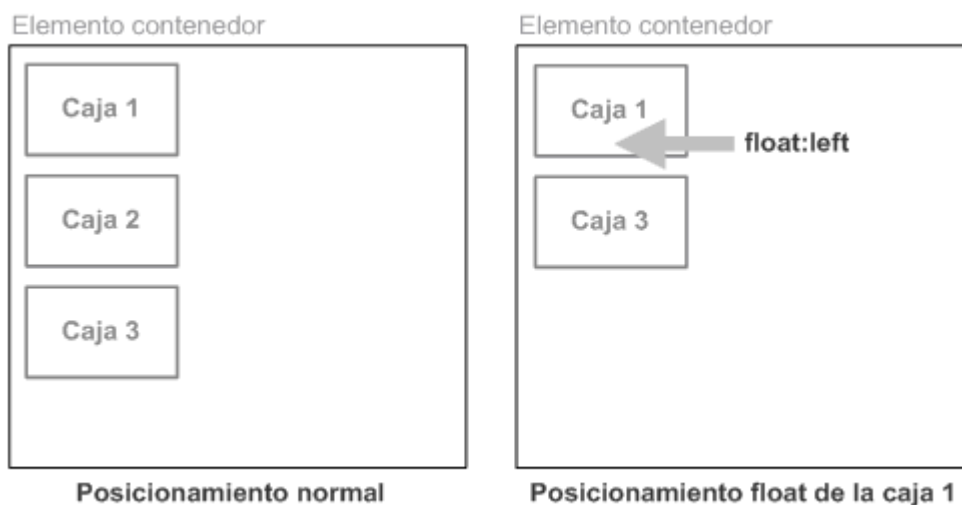 Elemento contenedor
Caja 1
Caja 2
Caja 3
Posicionamiento normal
Elemento contenedor
Caja 1
float:left
Caja 3
Posicionamiento float de la caja 1